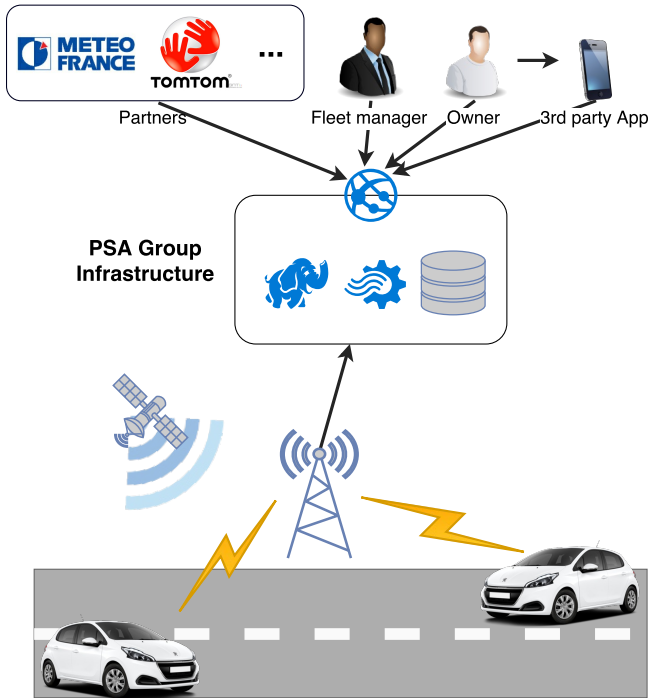 METEO
FRANCE
TOMTOM
...
Partners
Fleet manager
Owner
3rd party App
PSA Group
Infrastructure